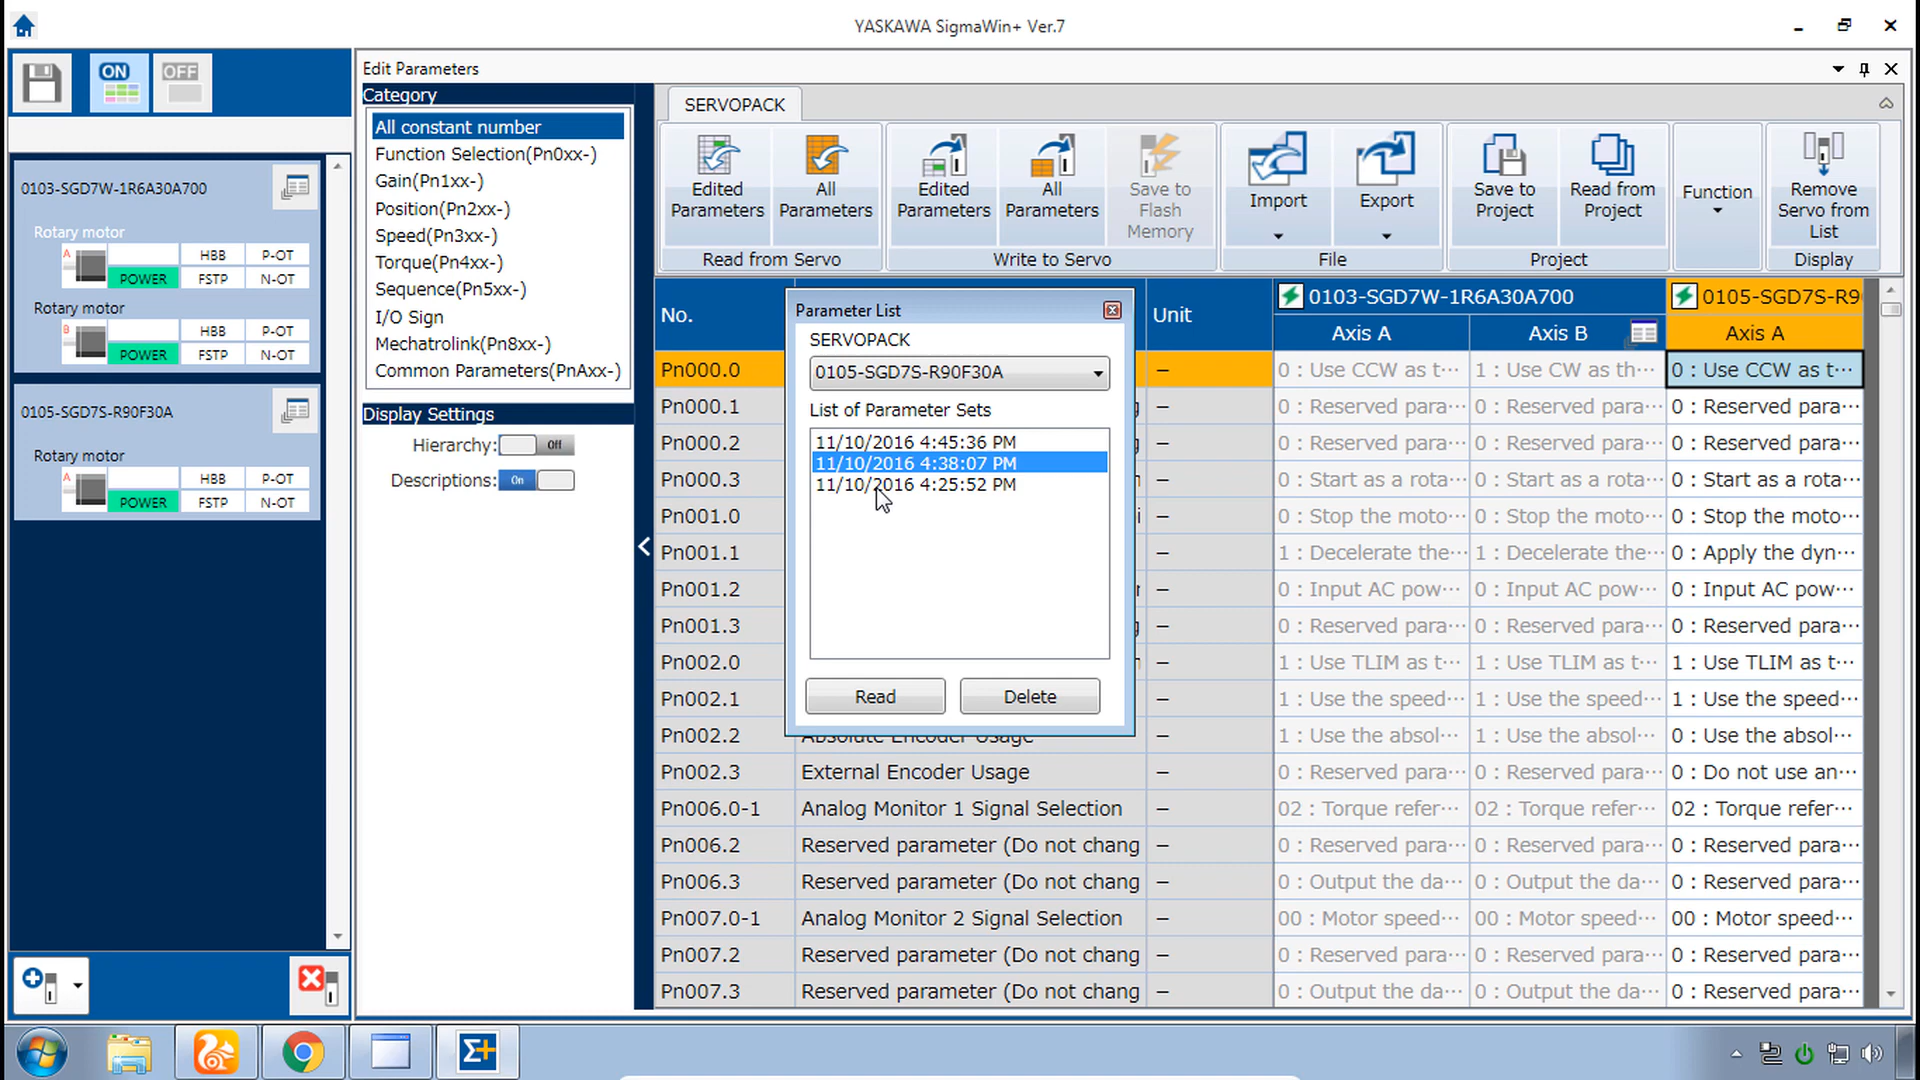 YASKAWA SigmaWin+ Ver.7
ON
OFF
0103-SGD7W-1R6A30A700
Rotary motor
A
HBB
P-OT
POWER
FSTP
N-OT
Rotary motor
B
HBB
P-OT
POWER
FSTP
N-OT
0105-SGD7S-R90F30A
Rotary motor
A
HBB
P-OT
POWER
FSTP
N-OT
Edit Parameters
Category
All constant number
Function Selection(Pn0xx-)
Gain(Pn1xx-)
Position(Pn2xx-)
Speed(Pn3xx-)
Torque(Pn4xx-)
Sequence(Pn5xx-)
I/O Sign
Mechatrolink(Pn8xx-)
Common Parameters(PnAxx-)
Display Settings
Hierarchy: Off
Descriptions: On
SERVOPACK
Edited Parameters
All Parameters
Read from Servo
Edited Parameters
All Parameters
Save to Flash Memory
Write to Servo
Import
Export
File
Save to Project
Read from Project
Project
Function
Remove Servo from List
Display
No.
Unit
0103-SGD7W-1R6A30A700
0105-SGD7S-R9
Axis A
Axis B
Axis A
Pn000.0 – 0 : Use CCW as t··· 1 : Use CW as th··· 0 : Use CCW as t···
Pn000.1 0 : Reserved para··· 0 : Reserved para··· 0 : Reserved para···
Pn000.2 0 : Reserved para··· 0 : Reserved para··· 0 : Reserved para···
Pn000.3 – 0 : Start as a rota··· 0 : Start as a rota··· 0 : Start as a rota···
Pn001.0 – 0 : Stop the moto··· 0 : Stop the moto··· 0 : Stop the moto···
Pn001.1 – 1 : Decelerate the··· 1 : Decelerate the··· 0 : Apply the dyn···
Pn001.2 – 0 : Input AC pow··· 0 : Input AC pow··· 0 : Input AC pow···
Pn001.3 – 0 : Reserved para··· 0 : Reserved para··· 0 : Reserved para···
Pn002.0 – 1 : Use TLIM as t··· 1 : Use TLIM as t··· 1 : Use TLIM as t···
Pn002.1 – 1 : Use the speed··· 1 : Use the speed··· 1 : Use the speed···
Pn002.2 Absolute Encoder Usage – 1 : Use the absol··· 1 : Use the absol··· 0 : Use the absol···
Pn002.3 External Encoder Usage – 0 : Reserved para··· 0 : Reserved para··· 0 : Do not use an···
Pn006.0-1 Analog Monitor 1 Signal Selection – 02 : Torque refer··· 02 : Torque refer··· 02 : Torque refer···
Pn006.2 Reserved parameter (Do not chang – 0 : Reserved para··· 0 : Reserved para··· 0 : Reserved para···
Pn006.3 Reserved parameter (Do not chang – 0 : Output the da··· 0 : Output the da··· 0 : Reserved para···
Pn007.0-1 Analog Monitor 2 Signal Selection – 00 : Motor speed··· 00 : Motor speed··· 00 : Motor speed···
Pn007.2 Reserved parameter (Do not chang – 0 : Reserved para··· 0 : Reserved para··· 0 : Reserved para···
Pn007.3 Reserved parameter (Do not chang – 0 : Output the da··· 0 : Output the da··· 0 : Reserved para···
Parameter List
SERVOPACK
0105-SGD7S-R90F30A
List of Parameter Sets
11/10/2016 4:45:36 PM
11/10/2016 4:38:07 PM
11/10/2016 4:25:52 PM
Read
Delete